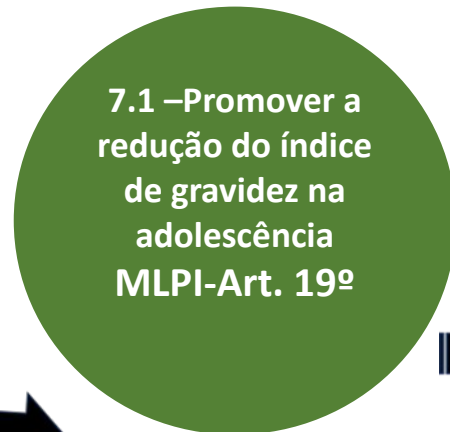 7.1 –Promover a
redução do índice
de gravidez na
adolescência
MLPI-Art. 19º